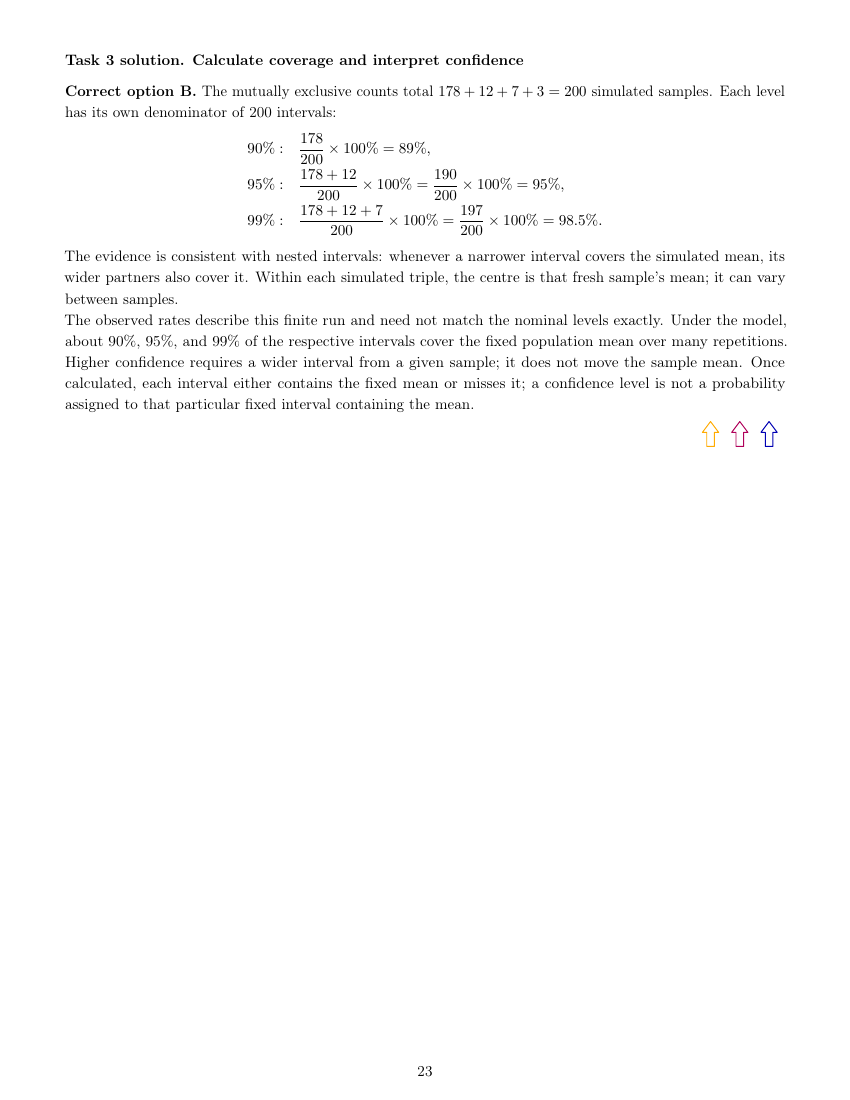 Task 3 solution. Calculate coverage and interpret confidence
Correct option B. The mutually exclusive counts total 178 + 12 + 7 + 3 = 200 simulated samples. Each level
has its own denominator of 200 intervals:
90% : 178/200 × 100% = 89%,
95% : (178 + 12)/200 × 100% = 190/200 × 100% = 95%,
99% : (178 + 12 + 7)/200 × 100% = 197/200 × 100% = 98.5%.
The evidence is consistent with nested intervals: whenever a narrower interval covers the simulated mean, its
wider partners also cover it. Within each simulated triple, the centre is that fresh sample's mean; it can vary
between samples.
The observed rates describe this finite run and need not match the nominal levels exactly. Under the model,
about 90%, 95%, and 99% of the respective intervals cover the fixed population mean over many repetitions.
Higher confidence requires a wider interval from a given sample; it does not move the sample mean. Once
calculated, each interval either contains the fixed mean or misses it; a confidence level is not a probability
assigned to that particular fixed interval containing the mean.
23